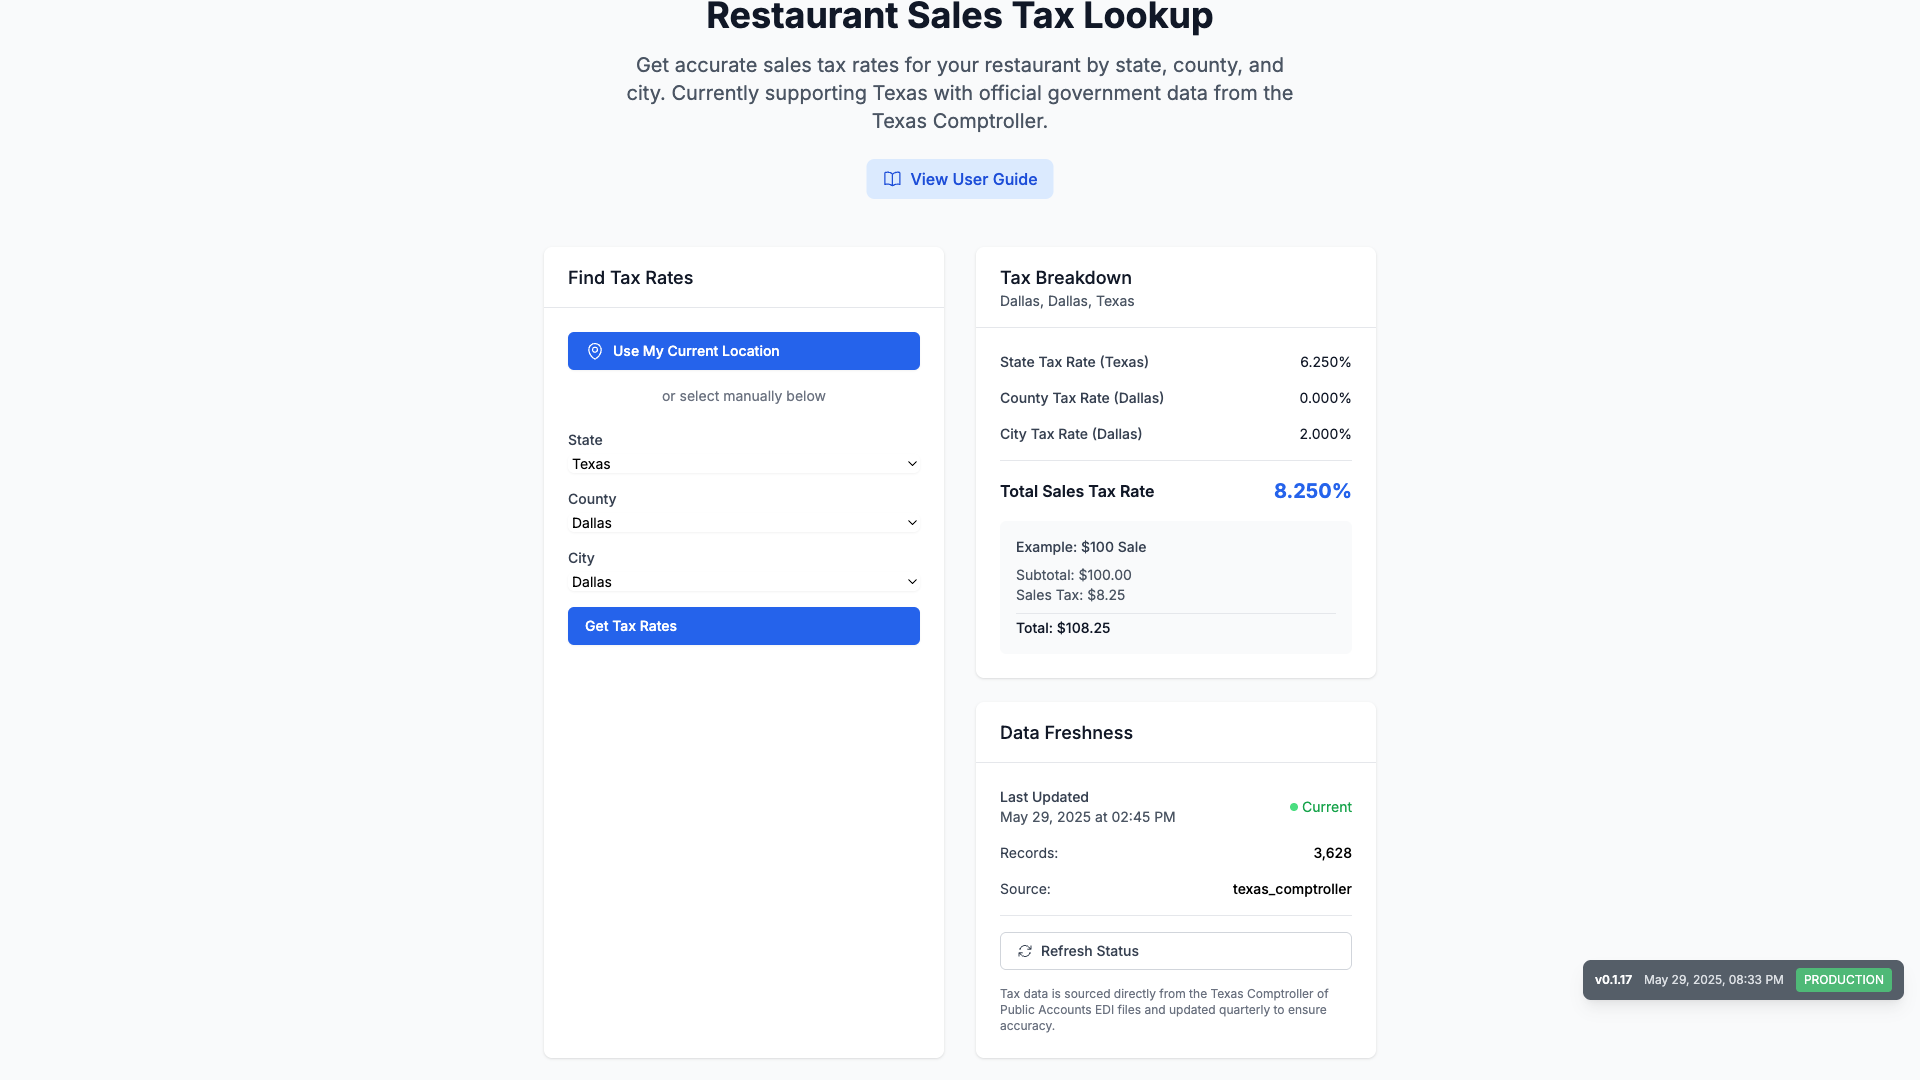 Restaurant Sales Tax Lookup
Get accurate sales tax rates for your restaurant by state, county, and
city. Currently supporting Texas with official government data from the
Texas Comptroller.
View User Guide
Find Tax Rates
Use My Current Location
or select manually below
State
Texas
County
Dallas
City
Dallas
Get Tax Rates
Tax Breakdown
Dallas, Dallas, Texas
State Tax Rate (Texas) 6.250%
County Tax Rate (Dallas) 0.000%
City Tax Rate (Dallas) 2.000%
Total Sales Tax Rate 8.250%
Example: $100 Sale
Subtotal: $100.00
Sales Tax: $8.25
Total: $108.25
Data Freshness
Last Updated
May 29, 2025 at 02:45 PM
Current
Records: 3,628
Source: texas_comptroller
Refresh Status
Tax data is sourced directly from the Texas Comptroller of
Public Accounts EDI files and updated quarterly to ensure
accuracy.
v0.1.17 May 29, 2025, 08:33 PM PRODUCTION